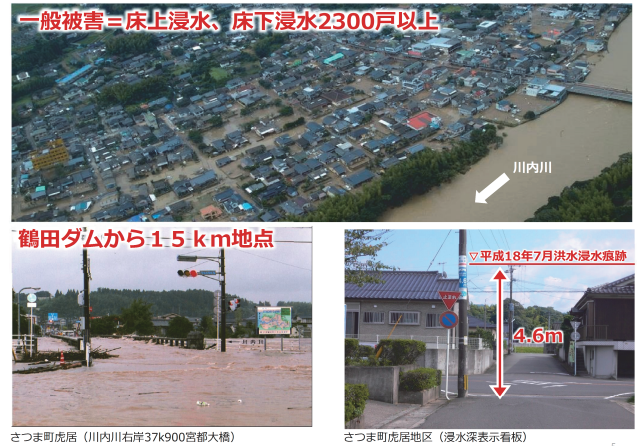 一般被害＝床上浸水、床下浸水2300戸以上
川内川
鶴田ダムから１５ｋｍ地点
▽平成18年7月洪水浸水痕跡
4.6m
さつま町虎居（川内川右岸37k900宮都大橋）
さつま町虎居地区（浸水深表示看板）